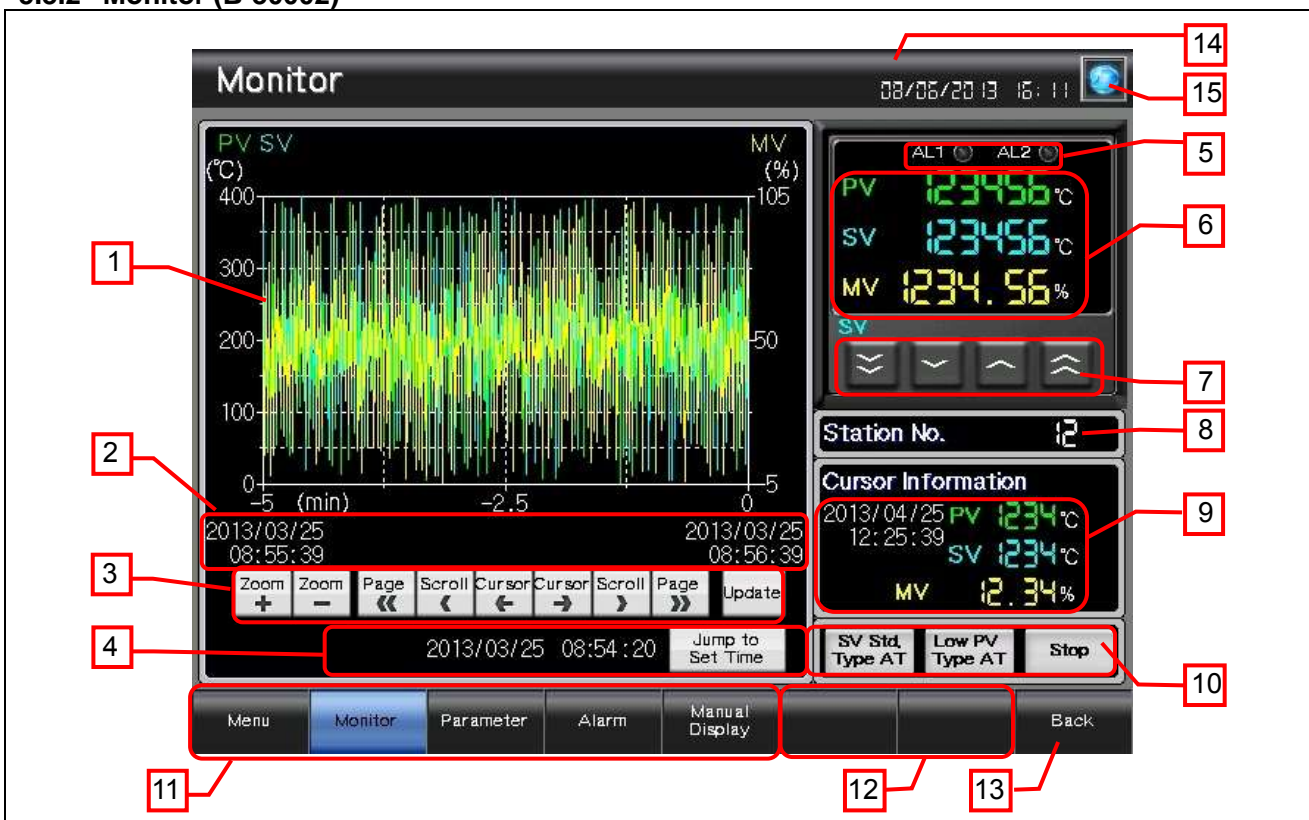 Monitor (B-30002)
14
Monitor
08/06/2013 16:11
15
PV SV
MV
(℃)
(%)
AL1 AL2
5
400
105
PV 123456 ℃
SV 123456 ℃
6
1
300
MV 1234.56 %
SV
200
50
7
100
Station No. 12
8
2
0
-5
Cursor Information
-5 (min) -2.5 0
2013/03/25
08:55:39
2013/03/25
08:56:39
2013/04/25
12:25:39
PV 1234 ℃
SV 1234 ℃
MV 12.34 %
9
3
Zoom +
Zoom −
Page «
Scroll ‹
Cursor ←
Cursor →
Scroll ›
Page »
Update
4
2013/03/25 08:54:20
Jump to
Set Time
SV Std,
Type AT
Low PV
Type AT
Stop
10
Menu
Monitor
Parameter
Alarm
Manual
Display
Back
11
12
13